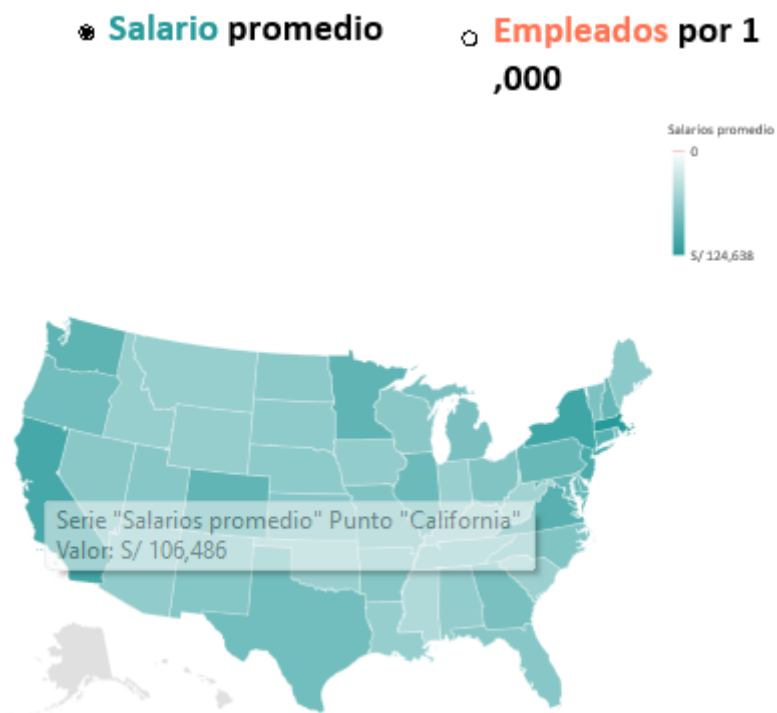 Salario promedio
Empleados por 1
,000
Salarios promedio
0
S/ 124,638
Serie "Salarios promedio" Punto "California"
Valor: S/ 106,486